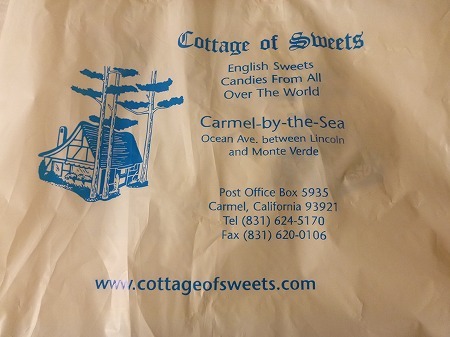 Cottage of Sweets
English Sweets
Candies From All
Over The World
Carmel-by-the-Sea
Ocean Ave. between Lincoln
and Monte Verde
Post Office Box 5935
Carmel, California 93921
Tel (831) 624-5170
Fax (831) 620-0106
www.cottageofsweets.com